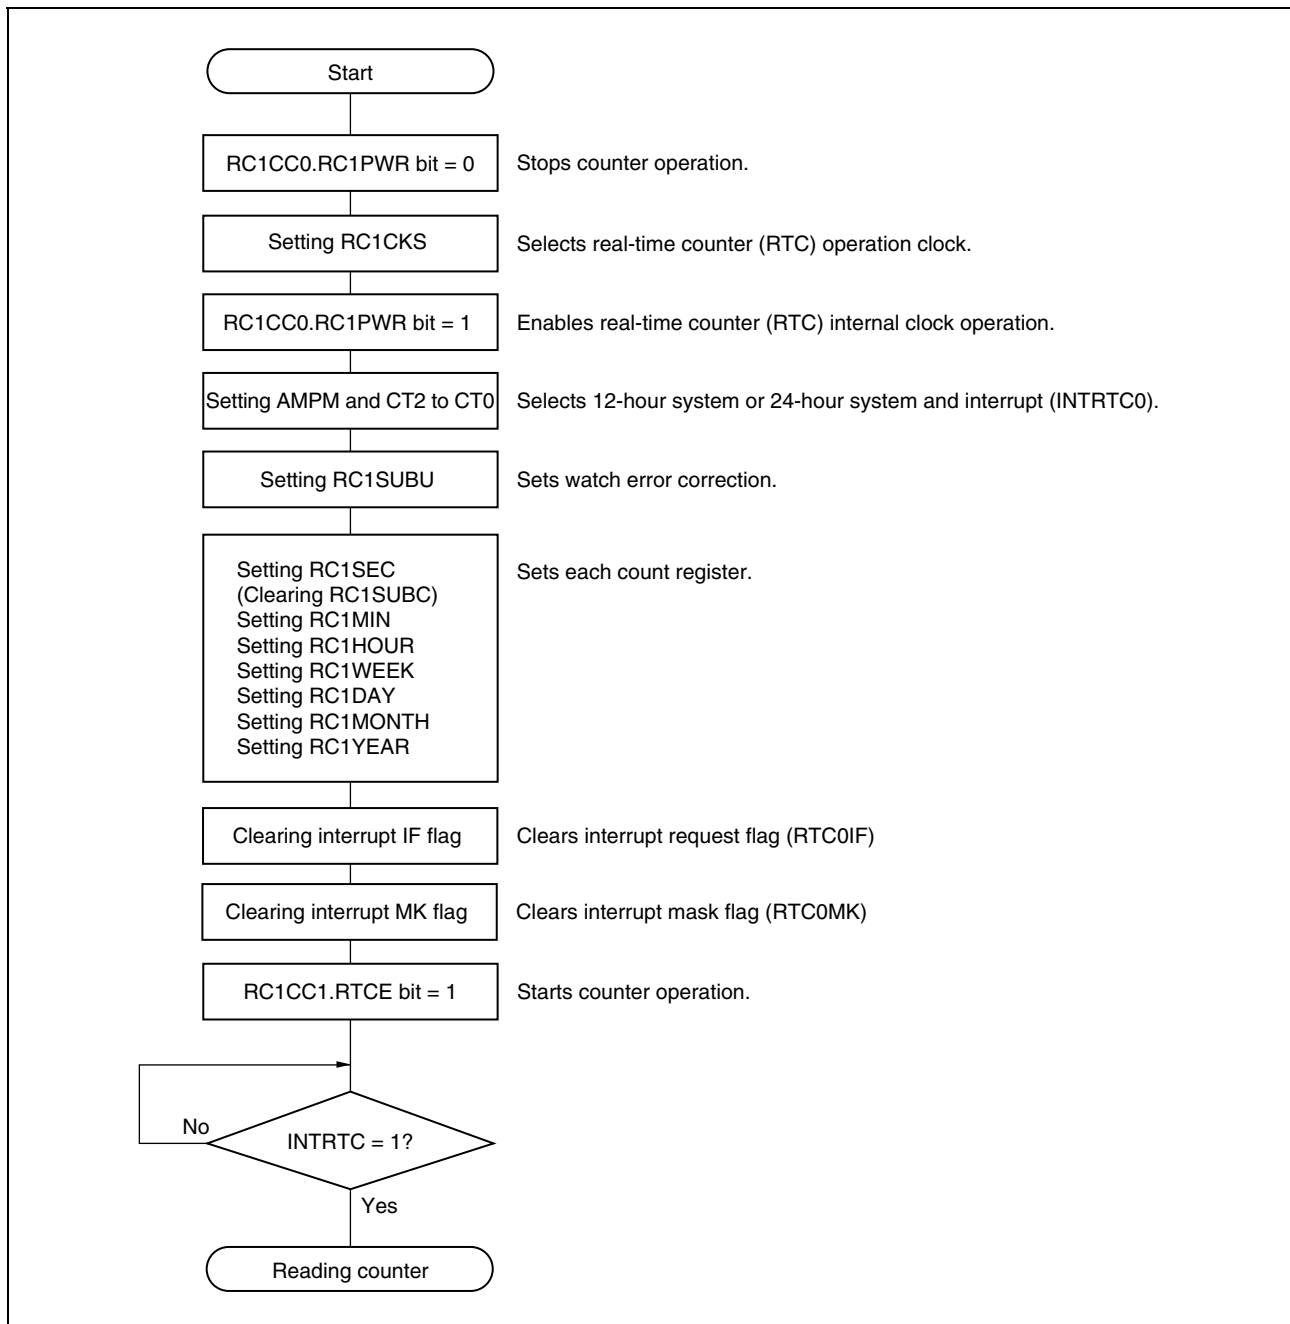 Start
RC1CC0.RC1PWR bit = 0
Stops counter operation.
Setting RC1CKS
Selects real-time counter (RTC) operation clock.
RC1CC0.RC1PWR bit = 1
Enables real-time counter (RTC) internal clock operation.
Setting AMPM and CT2 to CT0
Selects 12-hour system or 24-hour system and interrupt (INTRTC0).
Setting RC1SUBU
Sets watch error correction.
Setting RC1SEC
(Clearing RC1SUBC)
Setting RC1MIN
Setting RC1HOUR
Setting RC1WEEK
Setting RC1DAY
Setting RC1MONTH
Setting RC1YEAR
Sets each count register.
Clearing interrupt IF flag
Clears interrupt request flag (RTC0IF)
Clearing interrupt MK flag
Clears interrupt mask flag (RTC0MK)
RC1CC1.RTCE bit = 1
Starts counter operation.
No
INTRTC = 1?
Yes
Reading counter